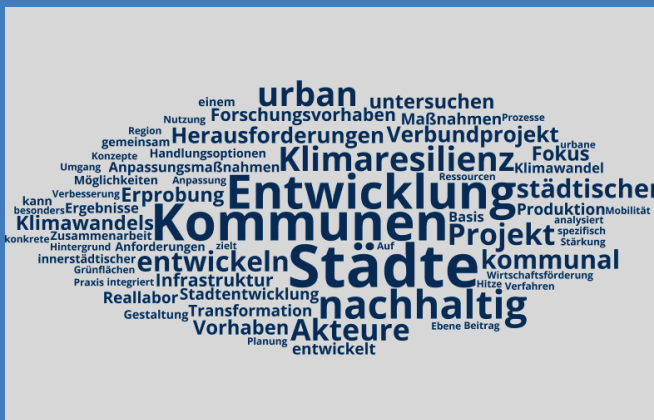 urban
einem
untersuchen
Nutzung
Forschungsvorhaben
Maßnahmen
Prozesse
Region
Herausforderungen
Verbundprojekt
gemeinsam
urbane
Konzepte
Handlungsoptionen
Klimaresilienz
Fokus
Umgang
Anpassungsmaßnahmen
Klimawandel
Möglichkeiten
Anpassung
Ressourcen
Verbesserung
Erprobung
Entwicklung
städtischer
kann
besonders
Ergebnisse
Produktion
Mobilität
Klimawandels
Kommunen
Basis
analysiert
konkrete
Zusammenarbeit
Projekt
spezifisch
Stärkung
Hintergrund
Anforderungen
zielt
Auf
innerstädtischer
entwickeln
Städte
kommunal
Grünflächen
Wirtschaftsförderung
Praxis
integriert
Infrastruktur
Hitze
Verfahren
Reallabor
Stadtentwicklung
nachhaltig
Gestaltung
Transformation
Vorhaben
Akteure
Ebene
Beitrag
Planung
entwickelt